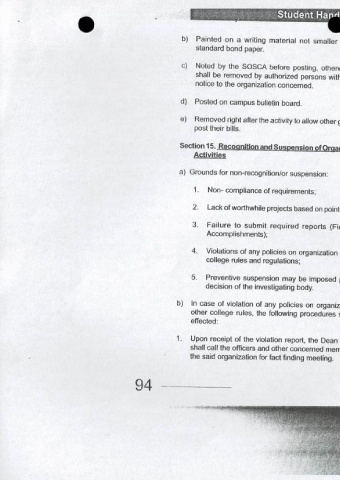 Student Hand
b) Painted on a writing material not smaller
standard bond paper.
c) Noted by the SOSCA before posting, otherw
shall be removed by authorized persons with
notice to the organization concerned.
d) Posted on campus bulletin board.
e) Removed right after the activity to allow other g
post their bills.
Section 15. Recognition and Suspension of Orga
Activities
a) Grounds for non-recognition/or suspension:
1. Non- compliance of requirements;
2. Lack of worthwhile projects based on point
3. Failure to submit required reports (Fi
Accomplishments);
4. Violations of any policies on organization
college rules and regulations;
5. Preventive suspension may be imposed
decision of the investigating body.
b) In case of violation of any policies on organiz
other college rules, the following procedures s
effected:
1. Upon receipt of the violation report, the Dean
shall call the officers and other concerned mem
the said organization for fact finding meeting.
94